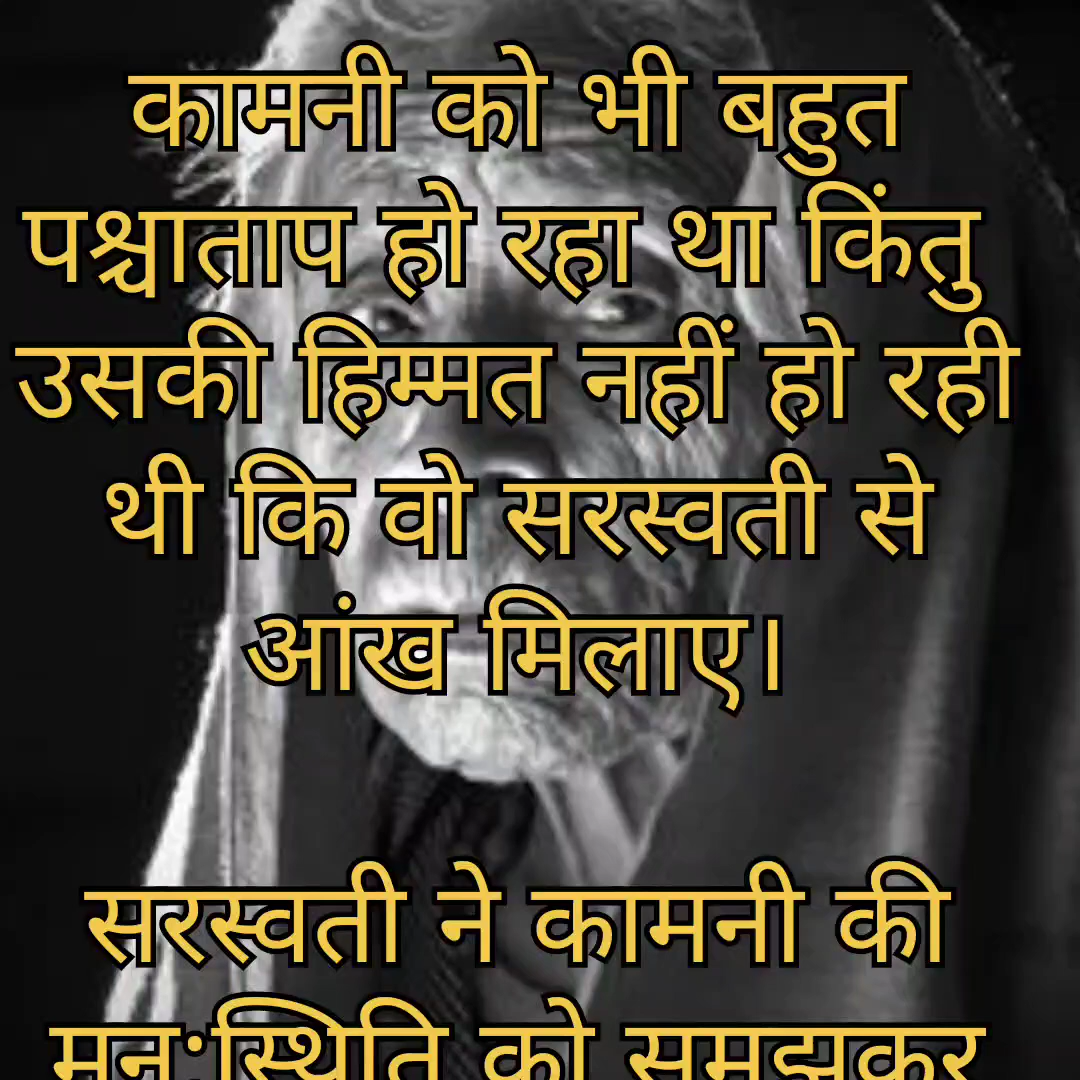 कामनी को भी बहुत
पश्चाताप हो रहा था किंतु
उसकी हिम्मत नहीं हो रही
थी कि वो सरस्वती से
आंख मिलाए।
सरस्वती ने कामनी की
मन:स्थिति को समझकर